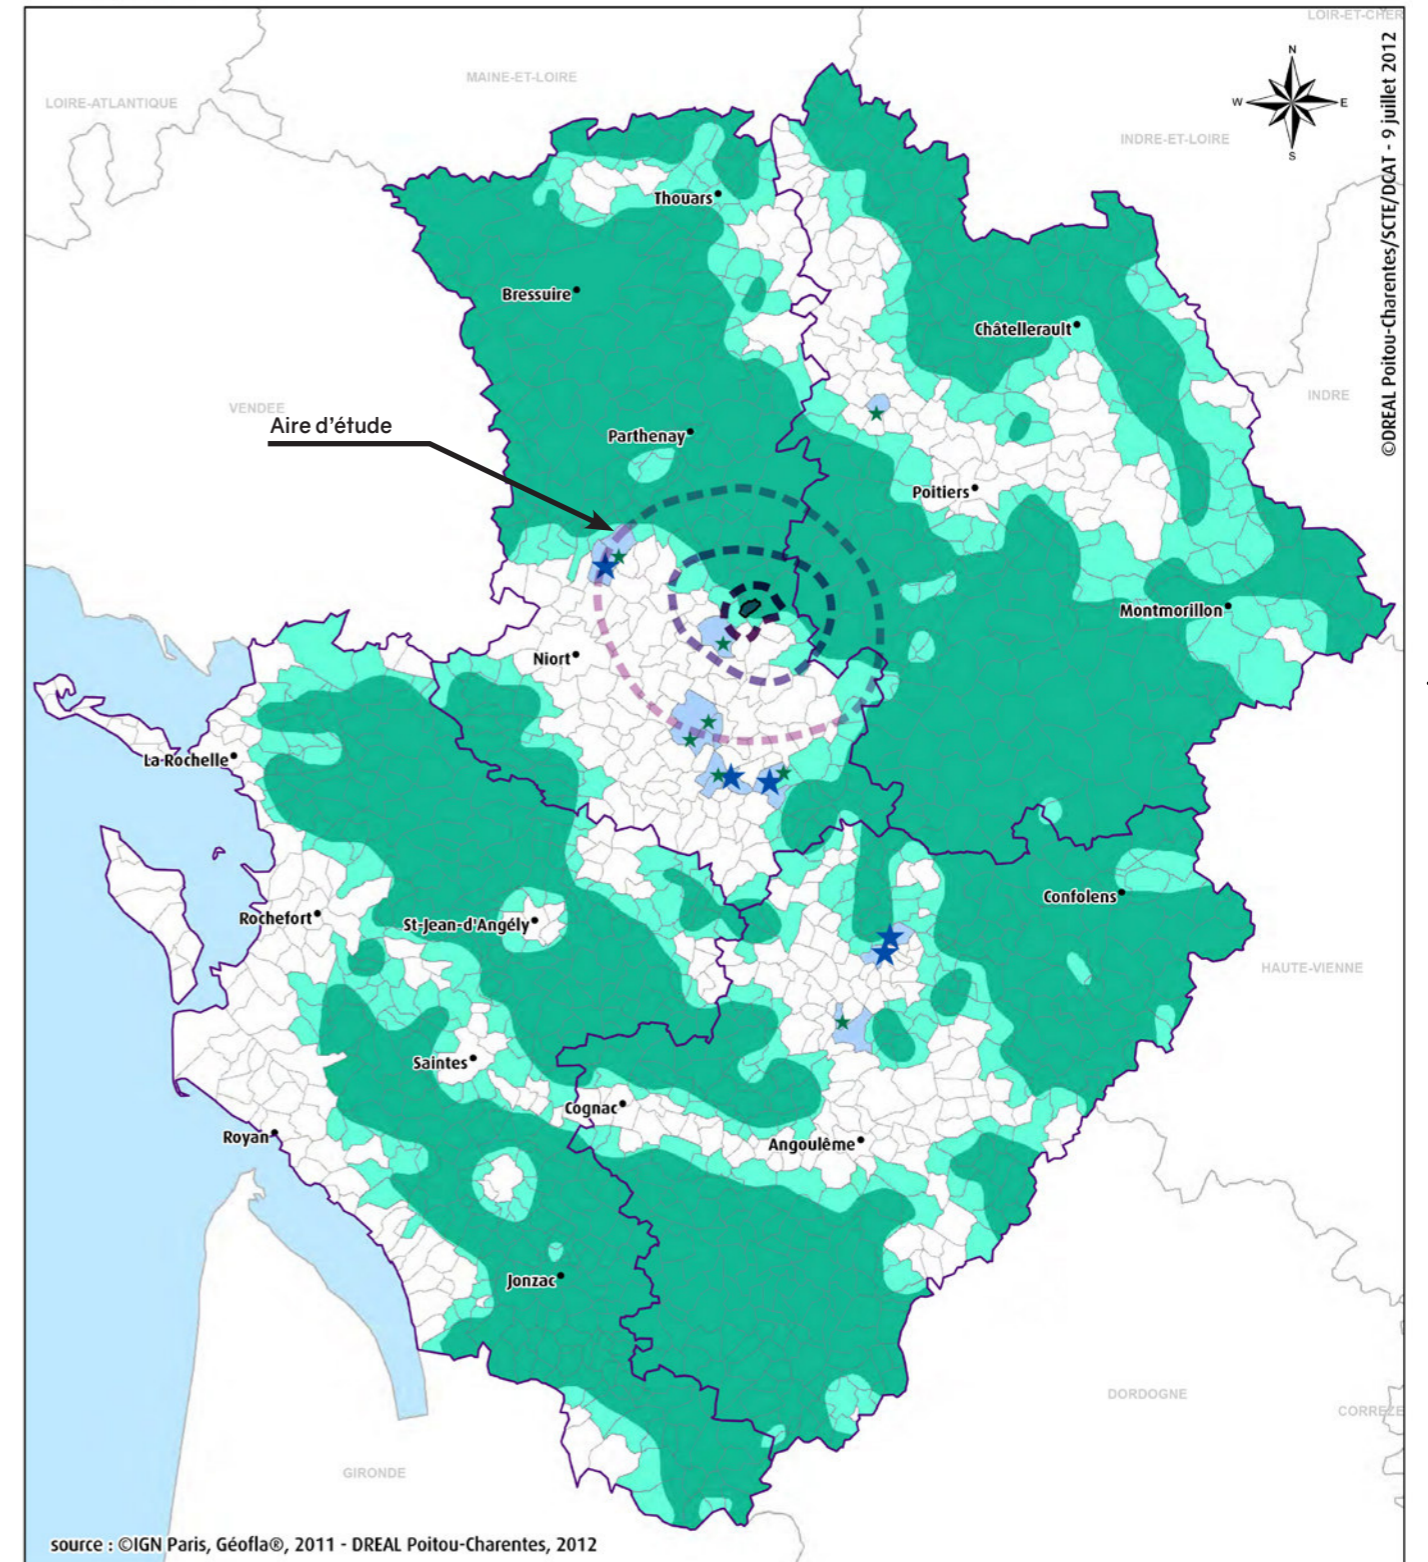 LOIR-ET-CHER
MAINE-ET-LOIRE
LOIRE-ATLANTIQUE
N
W
E
S
INDRE-ET-LOIRE
©DREAL Poitou-Charentes/SCTE/DCAT - 9 juillet 2012
Thouars
Bressuire
Châtellerault
VENDEE
INDRE
Aire d'étude
Parthenay
Poitiers
Montmorillon
Niort
La Rochelle
Confolens
Rochefort
St-Jean-d'Angély
HAUTE-VIENNE
Saintes
Cognac
Royan
Angoulême
Jonzac
DORDOGNE
CORREZE
GIRONDE
source : ©IGN Paris, Géofla®, 2011 - DREAL Poitou-Charentes, 2012